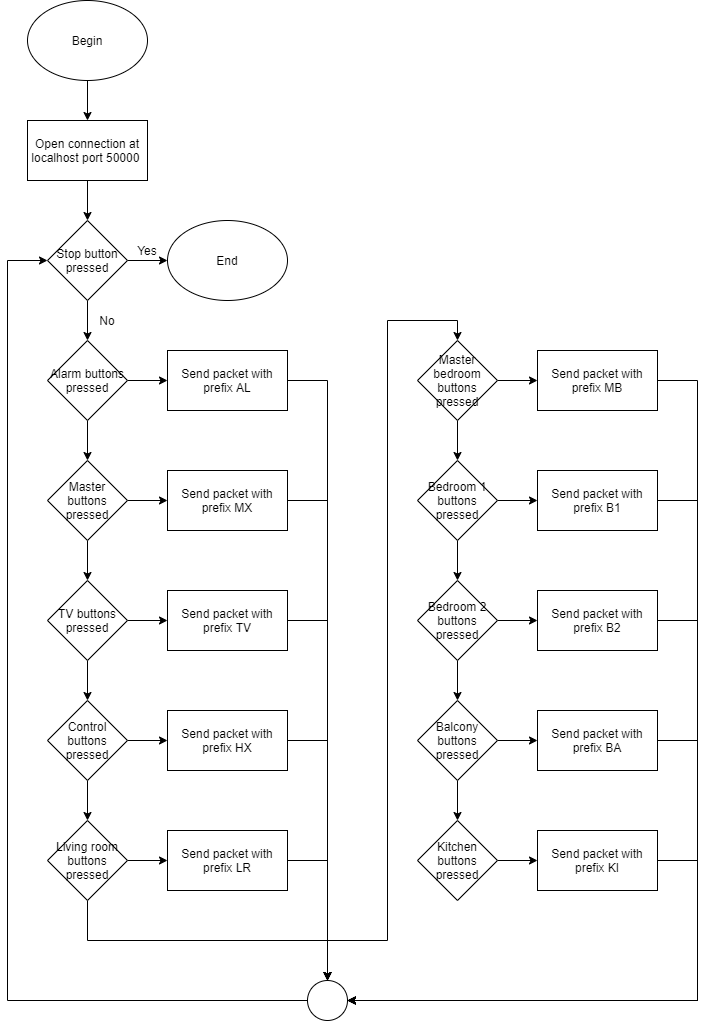 Begin
Open connection at
localhost port 50000
Stop button
pressed
Yes
End
No
Alarm buttons
pressed
Send packet with
prefix AL
Master
buttons
pressed
Send packet with
prefix MX
TV buttons
pressed
Send packet with
prefix TV
Control
buttons
pressed
Send packet with
prefix HX
Living room
buttons
pressed
Send packet with
prefix LR
Master
bedroom
buttons
pressed
Send packet with
prefix MB
Bedroom 1
buttons
pressed
Send packet with
prefix B1
Bedroom 2
buttons
pressed
Send packet with
prefix B2
Balcony
buttons
pressed
Send packet with
prefix BA
Kitchen
buttons
pressed
Send packet with
prefix KI